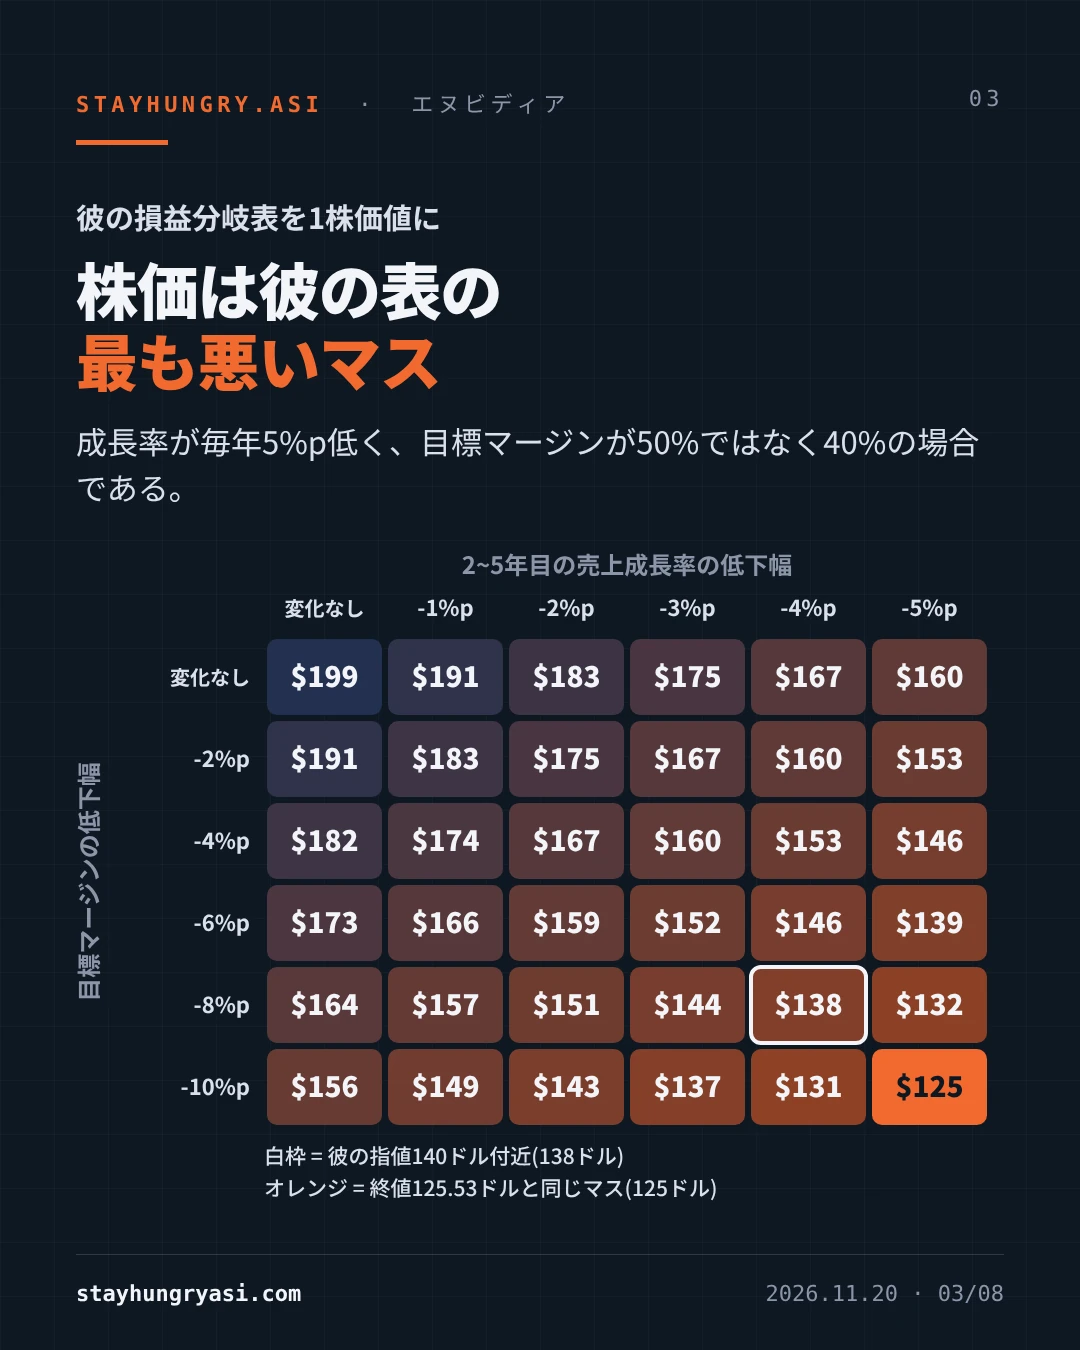 STAYHUNGRY.ASI · エヌビディア
03
彼の損益分岐表を1株価値に
株価は彼の表の
最も悪いマス
成長率が毎年5%p低く、目標マージンが50%ではなく40%の場合
である。
2~5年目の売上成長率の低下幅
変化なし -1%p -2%p -3%p -4%p -5%p
目標マージンの低下幅
変化なし $199 $191 $183 $175 $167 $160
-2%p $191 $183 $175 $167 $160 $153
-4%p $182 $174 $167 $160 $153 $146
-6%p $173 $166 $159 $152 $146 $139
-8%p $164 $157 $151 $144 $138 $132
-10%p $156 $149 $143 $137 $131 $125
白枠 = 彼の指値140ドル付近(138ドル)
オレンジ = 終値125.53ドルと同じマス(125ドル)
stayhungryasi.com
2026.11.20 · 03/08